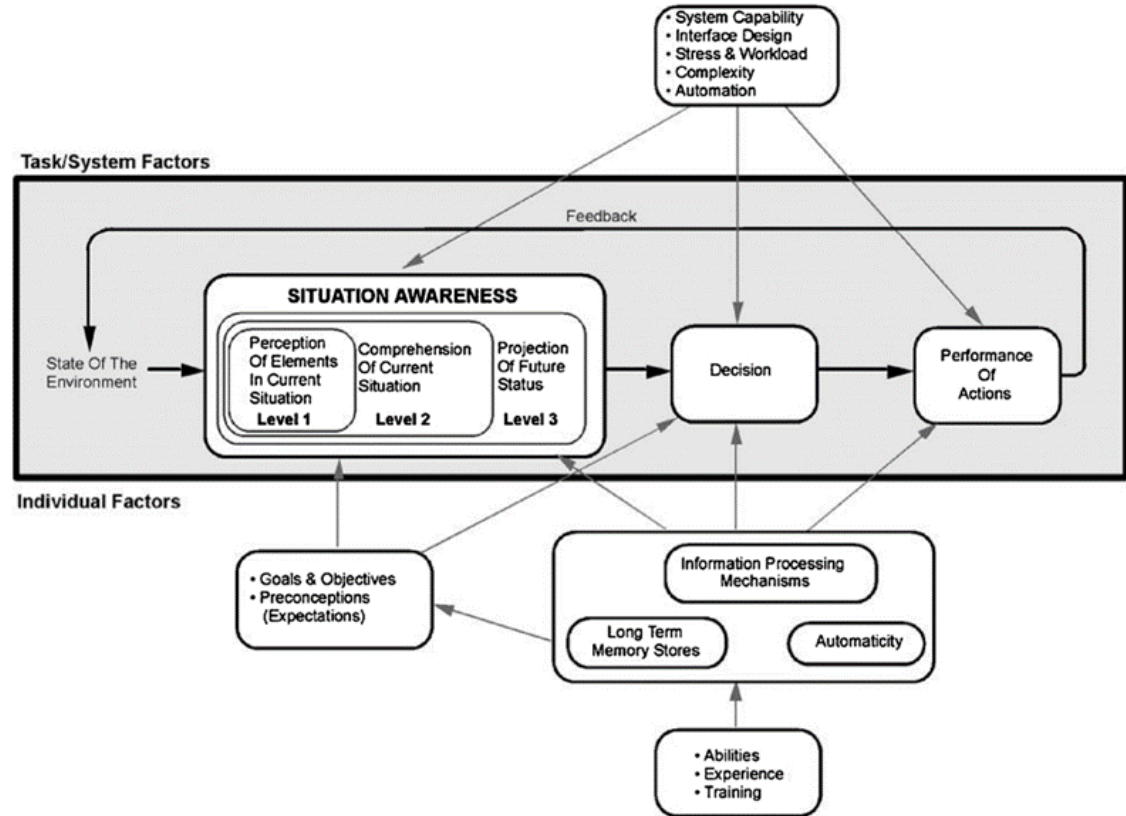 • System Capability
• Interface Design
• Stress & Workload
• Complexity
• Automation
Task/System Factors
Feedback
SITUATION AWARENESS
State Of The
Environment
Perception
Of Elements
In Current
Situation
Level 1
Comprehension
Of Current
Situation
Level 2
Projection
Of Future
Status
Level 3
Decision
Performance
Of
Actions
Individual Factors
• Goals & Objectives
• Preconceptions
(Expectations)
Information Processing
Mechanisms
Long Term
Memory Stores
Automaticity
• Abilities
• Experience
• Training